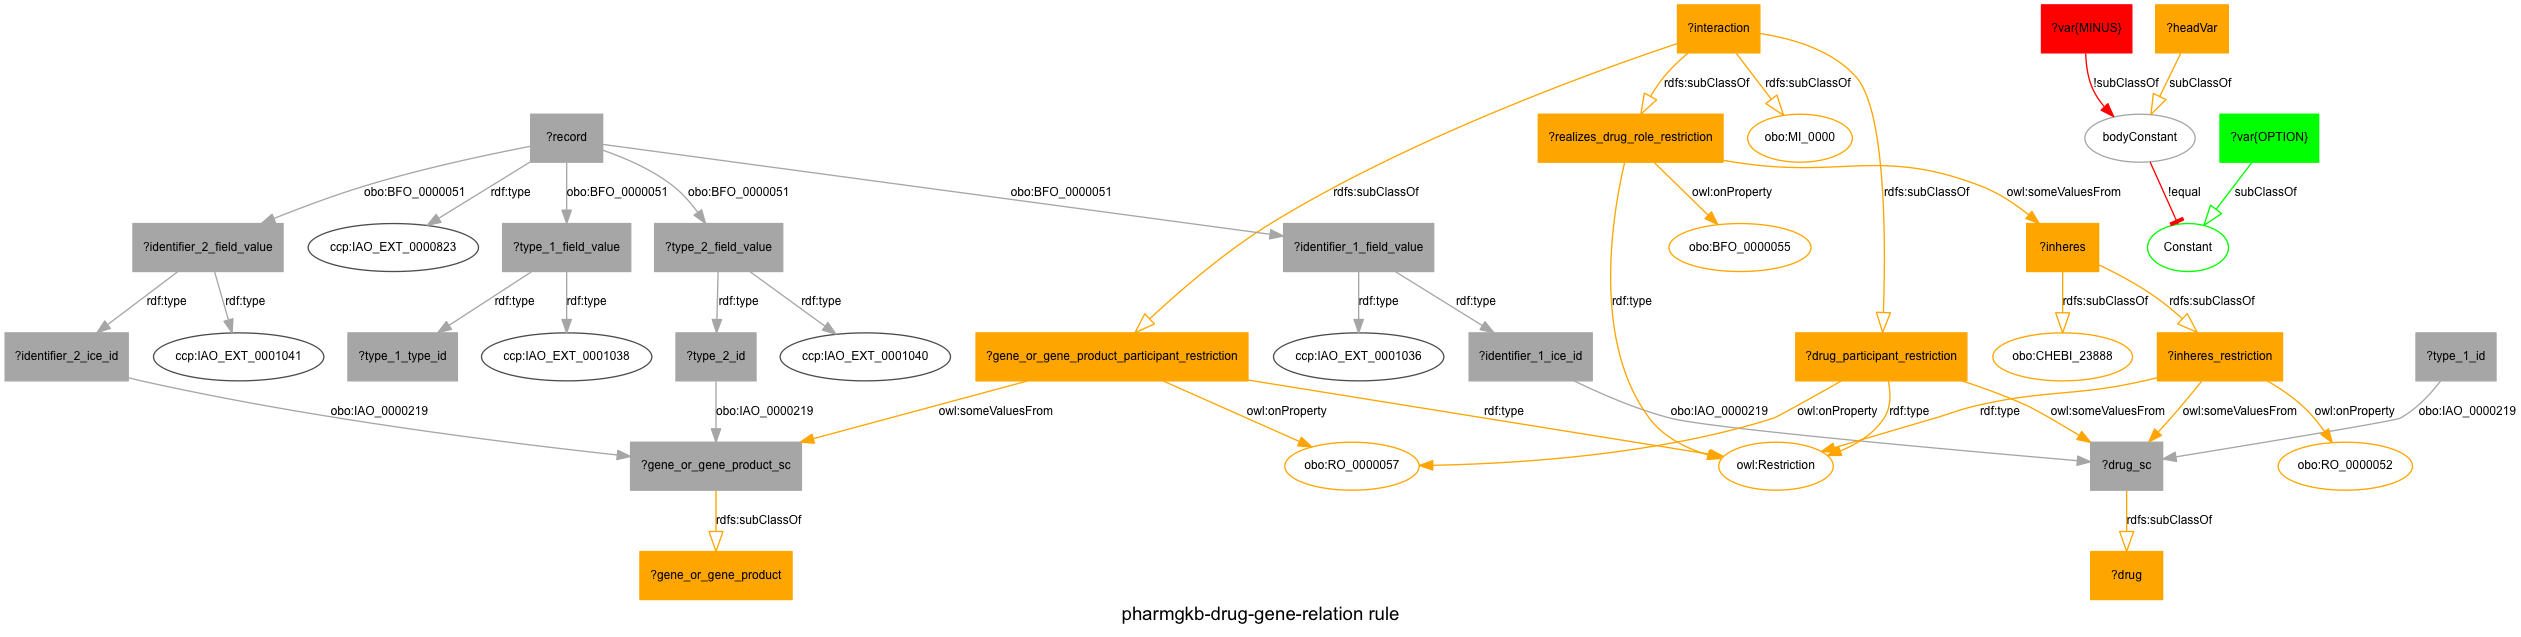 ?interaction
?var{MINUS}
?headVar
rdfs:subClassOf
rdfs:subClassOf
!subClassOf
subClassOf
?record
?realizes_drug_role_restriction
obo:MI_0000
bodyConstant
?var{OPTION}
obo:BFO_0000051
rdf:type
obo:BFO_0000051
obo:BFO_0000051
obo:BFO_0000051
rdfs:subClassOf
owl:onProperty
rdfs:subClassOf
owl:someValuesFrom
!equal
subClassOf
?identifier_2_field_value
ccp:IAO_EXT_0000823
?type_1_field_value
?type_2_field_value
?identifier_1_field_value
obo:BFO_0000055
?inheres
Constant
rdf:type
rdf:type
rdf:type
rdf:type
rdf:type
rdf:type
rdf:type
rdf:type
rdf:type
rdfs:subClassOf
rdfs:subClassOf
?identifier_2_ice_id
ccp:IAO_EXT_0001041
?type_1_type_id
ccp:IAO_EXT_0001038
?type_2_id
ccp:IAO_EXT_0001040
?gene_or_gene_product_participant_restriction
ccp:IAO_EXT_0001036
?identifier_1_ice_id
?drug_participant_restriction
obo:CHEBI_23888
?inheres_restriction
?type_1_id
obo:IAO_0000219
obo:IAO_0000219
owl:someValuesFrom
owl:onProperty
rdf:type
obo:IAO_0000219
owl:onProperty
rdf:type
rdf:type
owl:someValuesFrom
owl:someValuesFrom
owl:onProperty
obo:IAO_0000219
?gene_or_gene_product_sc
obo:RO_0000057
owl:Restriction
?drug_sc
obo:RO_0000052
rdfs:subClassOf
rdfs:subClassOf
?gene_or_gene_product
?drug
pharmgkb-drug-gene-relation rule